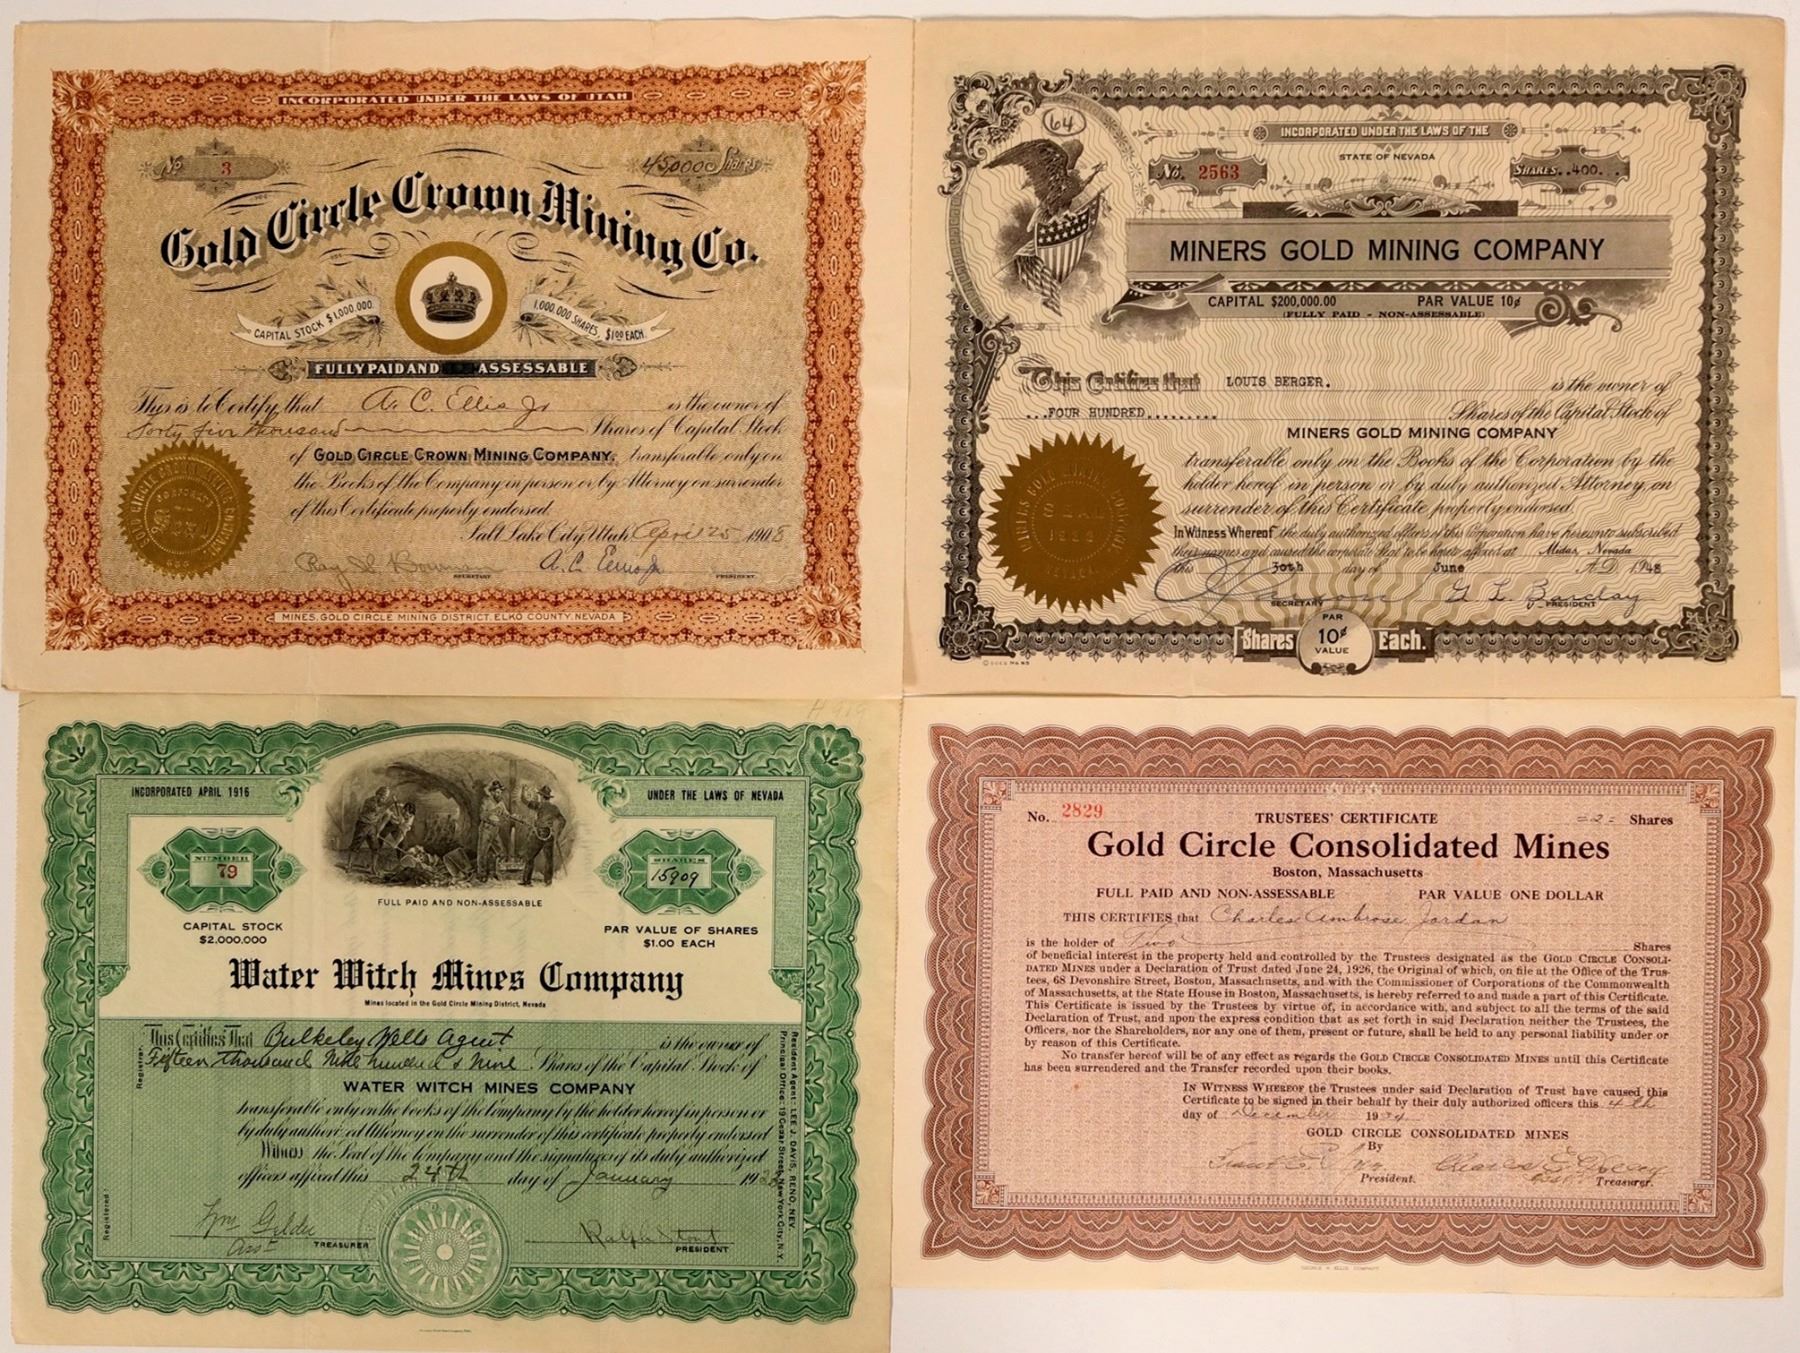 INCORPORATED UNDER THE LAWS OF UTAH
No 3
45000 Shares
Gold Circle Crown Mining Co.
CAPITAL STOCK $1,000,000.
1,000,000 SHARES, $1.00 EACH.
FULLY PAID AND ASSESSABLE
This is to Certify, that A. C. Ellis Jr is the owner of
Forty five thousand Shares of Capital Stock
of GOLD CIRCLE CROWN MINING COMPANY, transferable only on
the Books of the Company in person or by Attorney on surrender
of this Certificate properly endorsed.
Salt Lake City, Utah, April 25 1908
SECRETARY
A. C. Ellis Jr
PRESIDENT.
MINES, GOLD CIRCLE MINING DISTRICT, ELKO COUNTY, NEVADA
64
INCORPORATED UNDER THE LAWS OF THE
STATE OF NEVADA
No. 2563
SHARES..400...
MINERS GOLD MINING COMPANY
CAPITAL $200,000.00 PAR VALUE 10¢
(FULLY PAID - NON-ASSESSABLE)
This Certifies that LOUIS BERGER. is the owner of
...FOUR HUNDRED......... Shares of the Capital Stock of
MINERS GOLD MINING COMPANY
transferable only on the Books of the Corporation by the
holder hereof in person or by duly authorized Attorney, on
surrender of this Certificate properly endorsed.
In Witness Whereof the duly authorized officers of this Corporation have hereunto subscribed
their names and caused the corporate Seal to be hereto affixed at Midas, Nevada
this 30th day of June A.D. 1948
SECRETARY
G L Barclay
PRESIDENT
Shares PAR 10¢ VALUE Each.
INCORPORATED APRIL 1916
UNDER THE LAWS OF NEVADA
NUMBER
79
SHARES
15909
FULL PAID AND NON-ASSESSABLE
CAPITAL STOCK
$2,000,000
PAR VALUE OF SHARES
$1.00 EACH
Water Witch Mines Company
Mines located in the Gold Circle Mining District, Nevada
This Certifies That Bulkeley Wells Agent is the owner of
Fifteen thousand Nine hundred & Nine Shares of the Capital Stock of
WATER WITCH MINES COMPANY
transferable only on the books of the Company by the holder hereof in person or
by duly authorized Attorney on the surrender of this certificate properly endorsed
Witness the Seal of the Company and the signatures of its duly authorized
officers affixed this 24TH day of January 192
Wm Gelder
Asst
TREASURER
Ralph Stout
PRESIDENT
Registrar.
Registered:
Resident Agent: LEE J. DAVIS, RENO, NEV.
Principal Office: 19 Cedar Street, New York City, N.Y.
No. 2829
TRUSTEES' CERTIFICATE
=2= Shares
Gold Circle Consolidated Mines
Boston, Massachusetts
FULL PAID AND NON-ASSESSABLE PAR VALUE ONE DOLLAR
THIS CERTIFIES that Charles Ambrose Jordan
is the holder of Two Shares
of beneficial interest in the property held and controlled by the Trustees designated as the GOLD CIRCLE CONSOLI-
DATED MINES under a Declaration of Trust dated June 24, 1926, the Original of which, on file at the Office of the Trus-
tees, 68 Devonshire Street, Boston, Massachusetts, and with the Commissioner of Corporations of the Commonwealth
of Massachusetts, at the State House in Boston, Massachusetts, is hereby referred to and made a part of this Certificate.
This Certificate is issued by the Trustees by virtue of, in accordance with, and subject to all the terms of the said
Declaration of Trust, and upon the express condition that as set forth in said Declaration neither the Trustees, the
Officers, nor the Shareholders, nor any one of them, present or future, shall be held to any personal liability under or
by reason of this Certificate.
No transfer hereof will be of any effect as regards the GOLD CIRCLE CONSOLIDATED MINES until this Certificate
has been surrendered and the Transfer recorded upon their books.
IN WITNESS WHEREOF the Trustees under said Declaration of Trust have caused this
Certificate to be signed in their behalf by their duly authorized officers this 4th
day of December 1934
GOLD CIRCLE CONSOLIDATED MINES
By
President.
Treasurer.